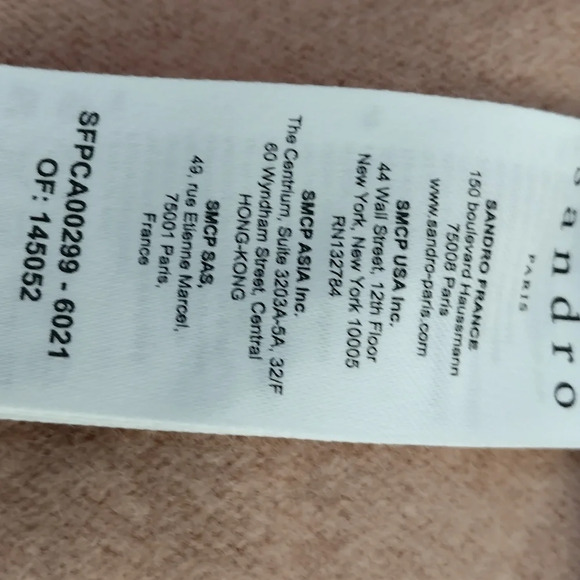 sandro
PARIS
SANDRO FRANCE
150 boulevard Haussmann
75008 Paris
www.sandro-paris.com
SMCP USA Inc.
44 Wall Street, 12th Floor
New York, New York 10005
RN132784
SMCP ASIA Inc.
The Centrium, Suite 3203A-5A, 32/F
60 Wyndham Street, Central
HONG-KONG
SMCP SAS,
49, rue Etienne Marcel,
75001 Paris,
France
SFPCA00299 - 6021
OF: 145052